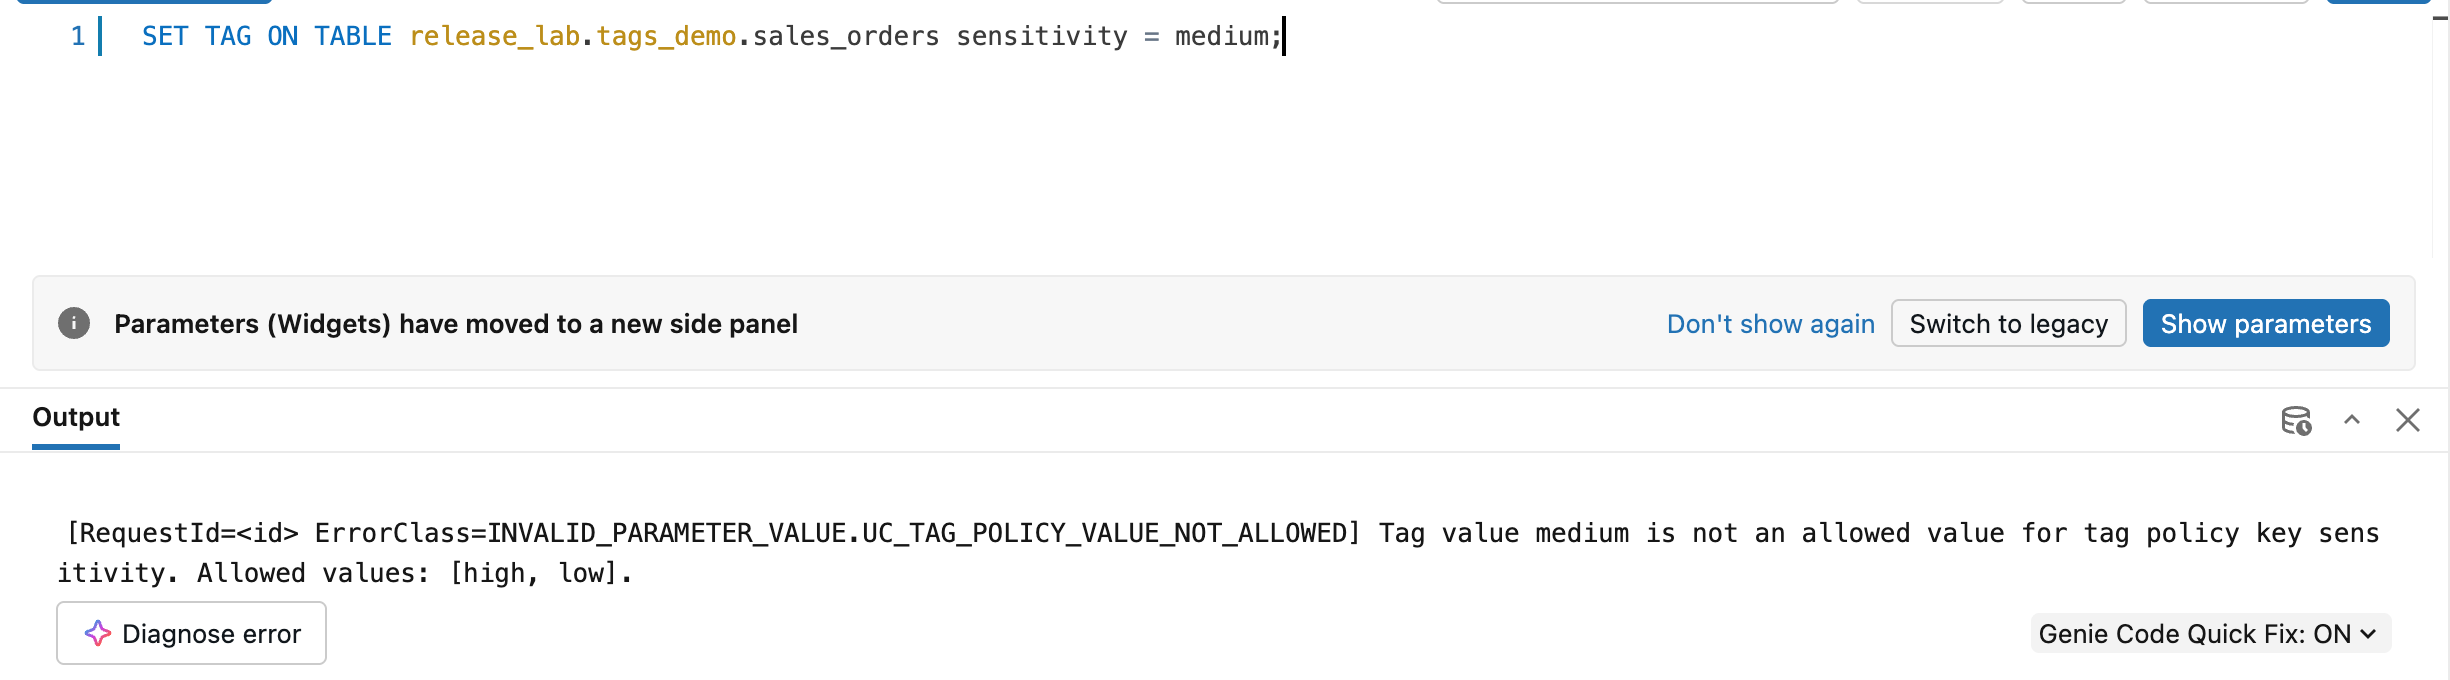 1 SET TAG ON TABLE release_lab.tags_demo.sales_orders sensitivity = medium;
Parameters (Widgets) have moved to a new side panel
Don't show again
Switch to legacy
Show parameters
Output
[RequestId=<id> ErrorClass=INVALID_PARAMETER_VALUE.UC_TAG_POLICY_VALUE_NOT_ALLOWED] Tag value medium is not an allowed value for tag policy key sens
itivity. Allowed values: [high, low].
Diagnose error
Genie Code Quick Fix: ON